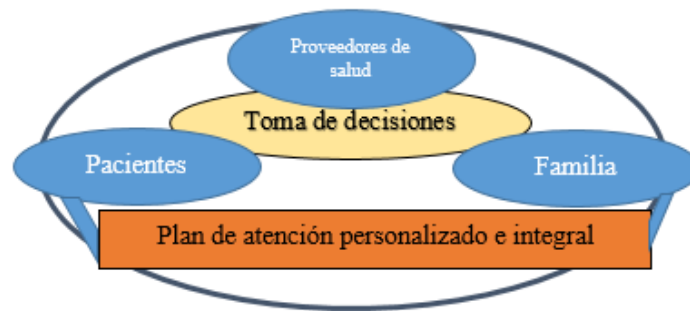 Proveedores de
salud
Toma de decisiones
Pacientes
Familia
Plan de atención personalizado e integral